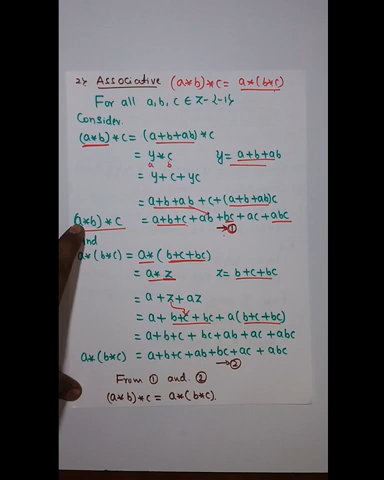 2) Associative (a*b)*c = a*(b*c)
For all a, b, c ∈ Z-{-1}
Consider.
(a*b)*c = (a+b+ab)*c
= y*c y = a+b+ab
a b
= y+c+yc
= a+b+ab +c+(a+b+ab)c
(a*b)*c = a+b+c+ab+bc+ac+abc
→①
and
a*(b*c) = a*(b+c+bc)
= a*z z = b+c+bc
= a+z+az
= a+b+c+bc+a(b+c+bc)
= a+b+c+bc+ab+ac+abc
a*(b*c) = a+b+c+ab+bc+ac+abc
→②
From ① and. ②
(a*b)*c = a*(b*c).